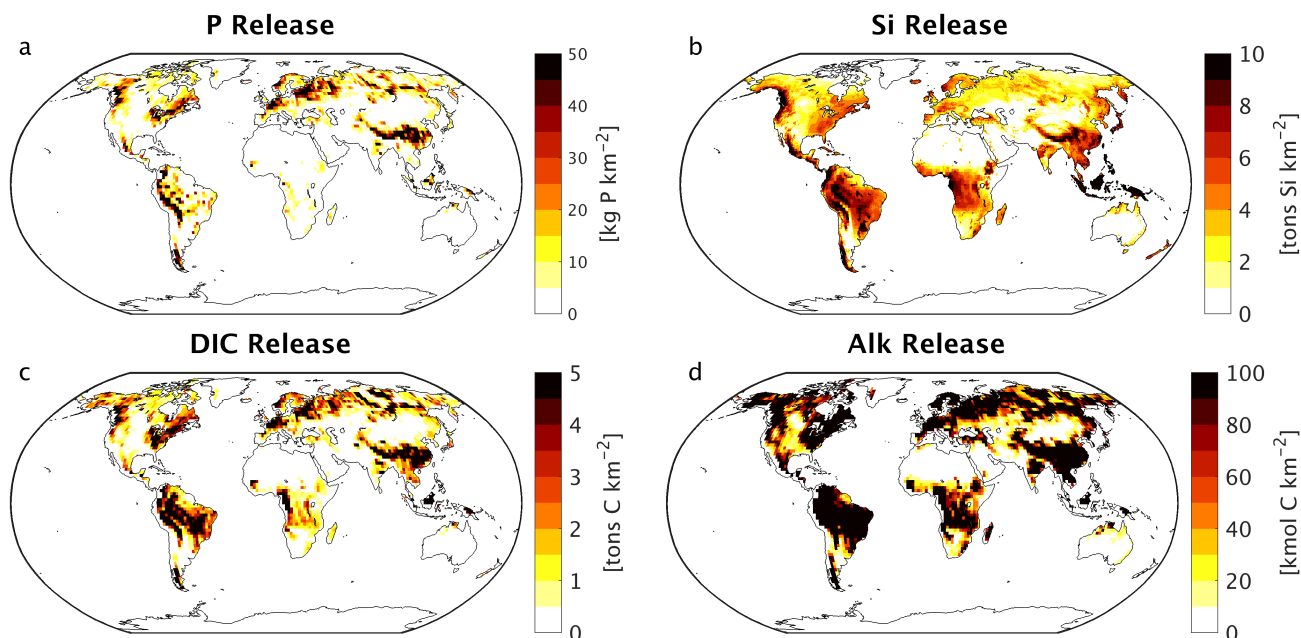 P Release
Si Release
a
b
50
40
30
20
10
0
[kg P km⁻²]
10
8
6
4
2
0
[tons Si km⁻²]
DIC Release
Alk Release
c
d
5
4
3
2
1
0
[tons C km⁻²]
100
80
60
40
20
0
[kmol C km⁻²]